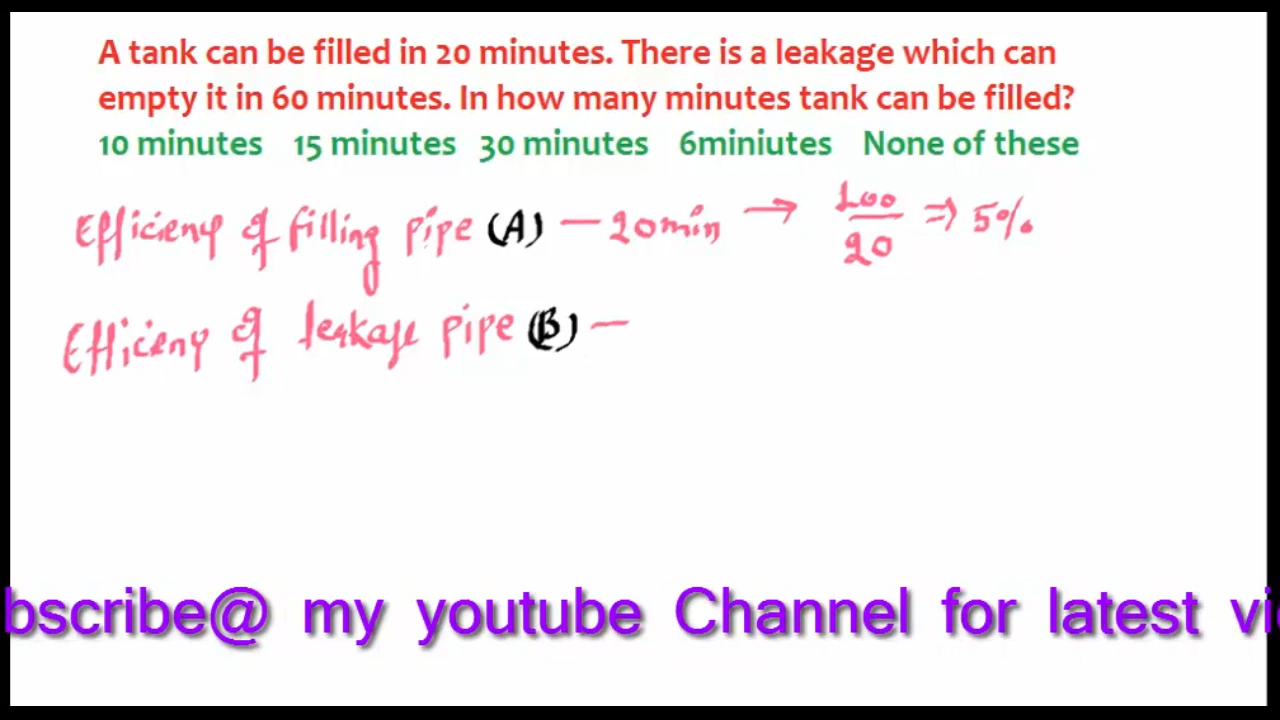 A tank can be filled in 20 minutes. There is a leakage which can
empty it in 60 minutes. In how many minutes tank can be filled?
10 minutes 15 minutes 30 minutes 6miniutes None of these
Efficieny of filling pipe (A) — 20min → 100/20 ⇒ 5%
Efficeny of leakage pipe (B) —
bscribe@ my youtube Channel for latest vi